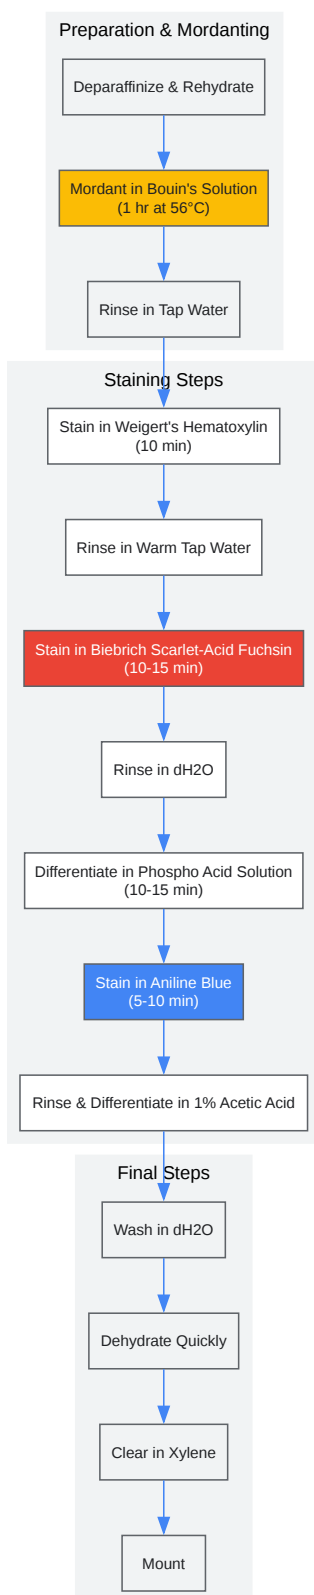 Preparation & Mordanting
Deparaffinize & Rehydrate
Mordant in Bouin's Solution
(1 hr at 56°C)
Rinse in Tap Water
Staining Steps
Stain in Weigert's Hematoxylin
(10 min)
Rinse in Warm Tap Water
Stain in Biebrich Scarlet-Acid Fuchsin
(10-15 min)
Rinse in dH2O
Differentiate in Phospho Acid Solution
(10-15 min)
Stain in Aniline Blue
(5-10 min)
Rinse & Differentiate in 1% Acetic Acid
Final Steps
Wash in dH2O
Dehydrate Quickly
Clear in Xylene
Mount